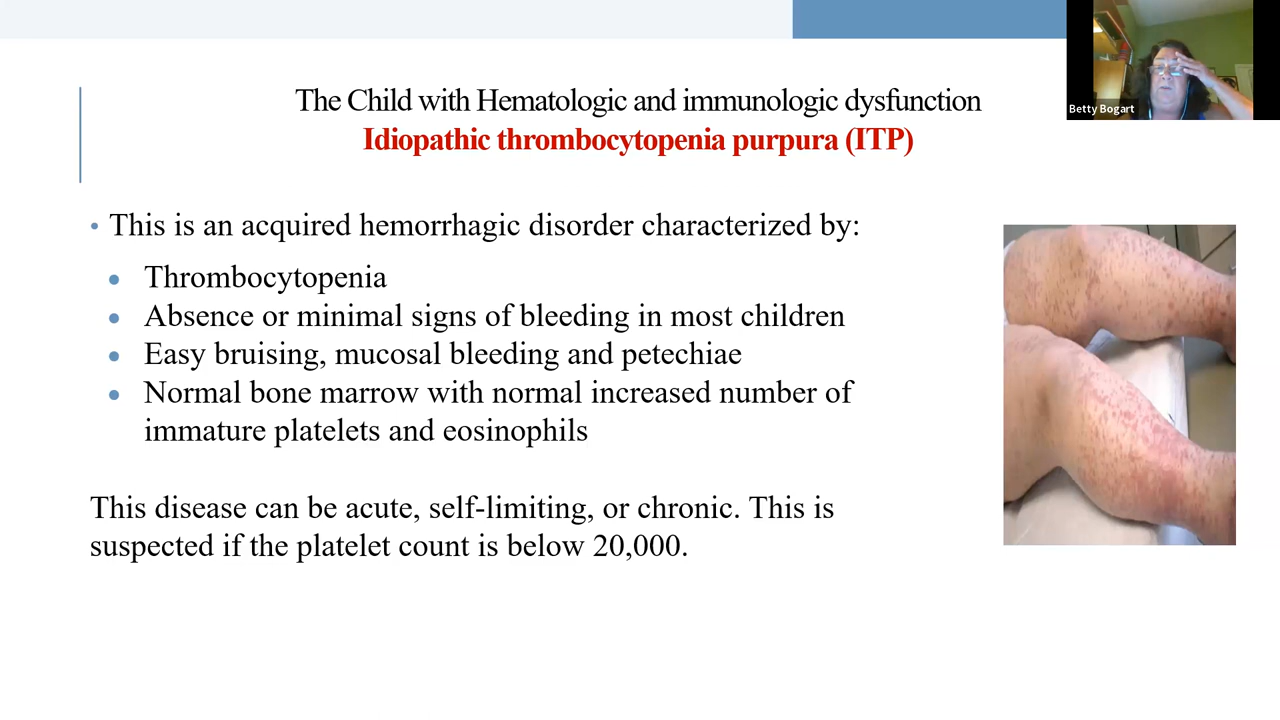 The Child with Hematologic and immunologic dysfunction
Idiopathic thrombocytopenia purpura (ITP)
Betty Bogart
• This is an acquired hemorrhagic disorder characterized by:
• Thrombocytopenia
• Absence or minimal signs of bleeding in most children
• Easy bruising, mucosal bleeding and petechiae
• Normal bone marrow with normal increased number of
immature platelets and eosinophils
This disease can be acute, self-limiting, or chronic. This is
suspected if the platelet count is below 20,000.